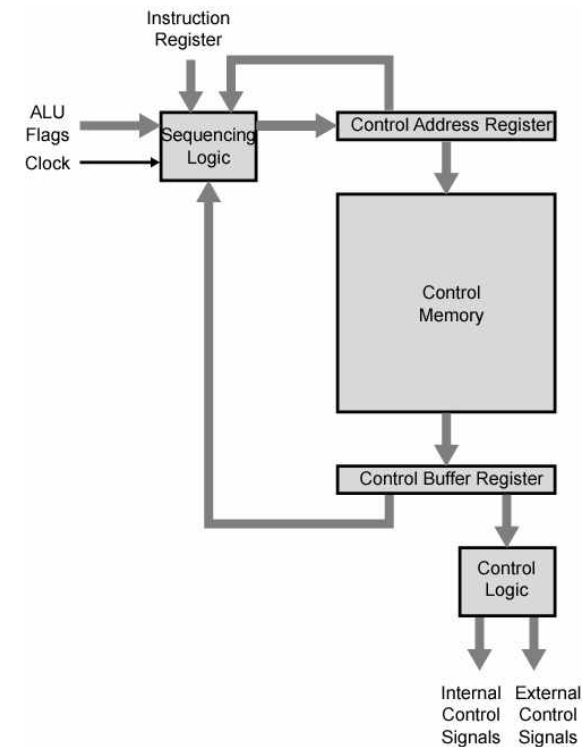 Instruction
Register
ALU
Flags
Clock
Sequencing
Logic
Control Address Register
Control
Memory
Control Buffer Register
Control
Logic
Internal
Control
Signals
External
Control
Signals